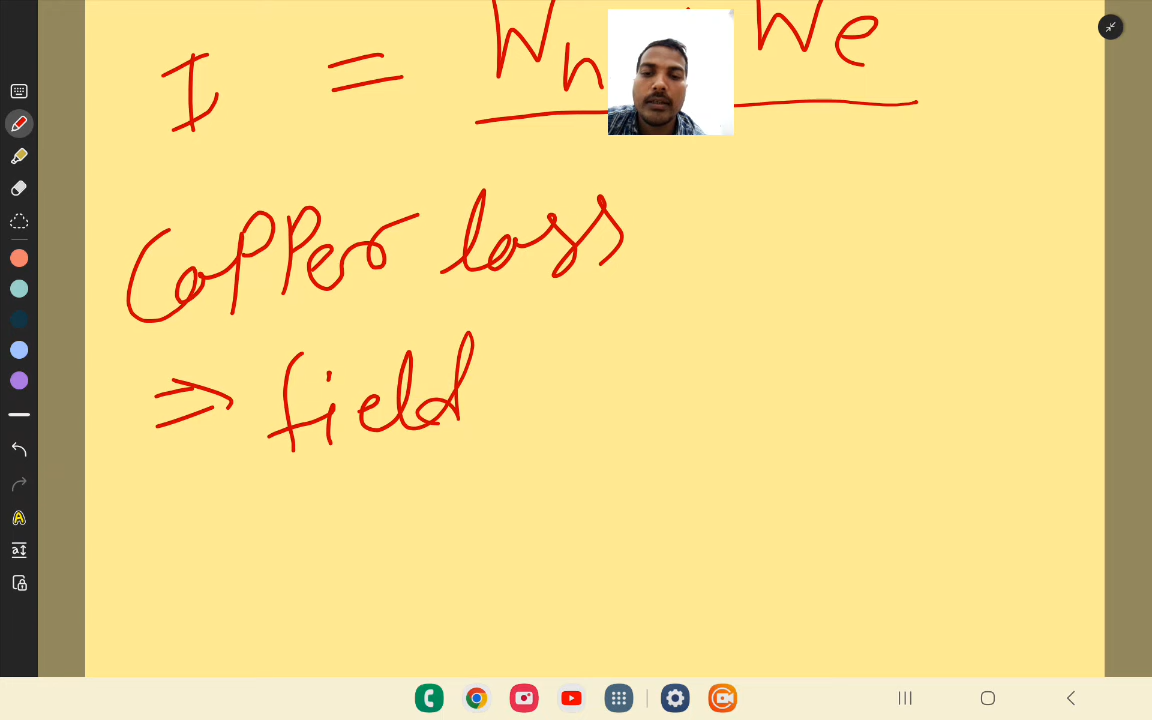 I = Wh We
Copper loss
⇒ field